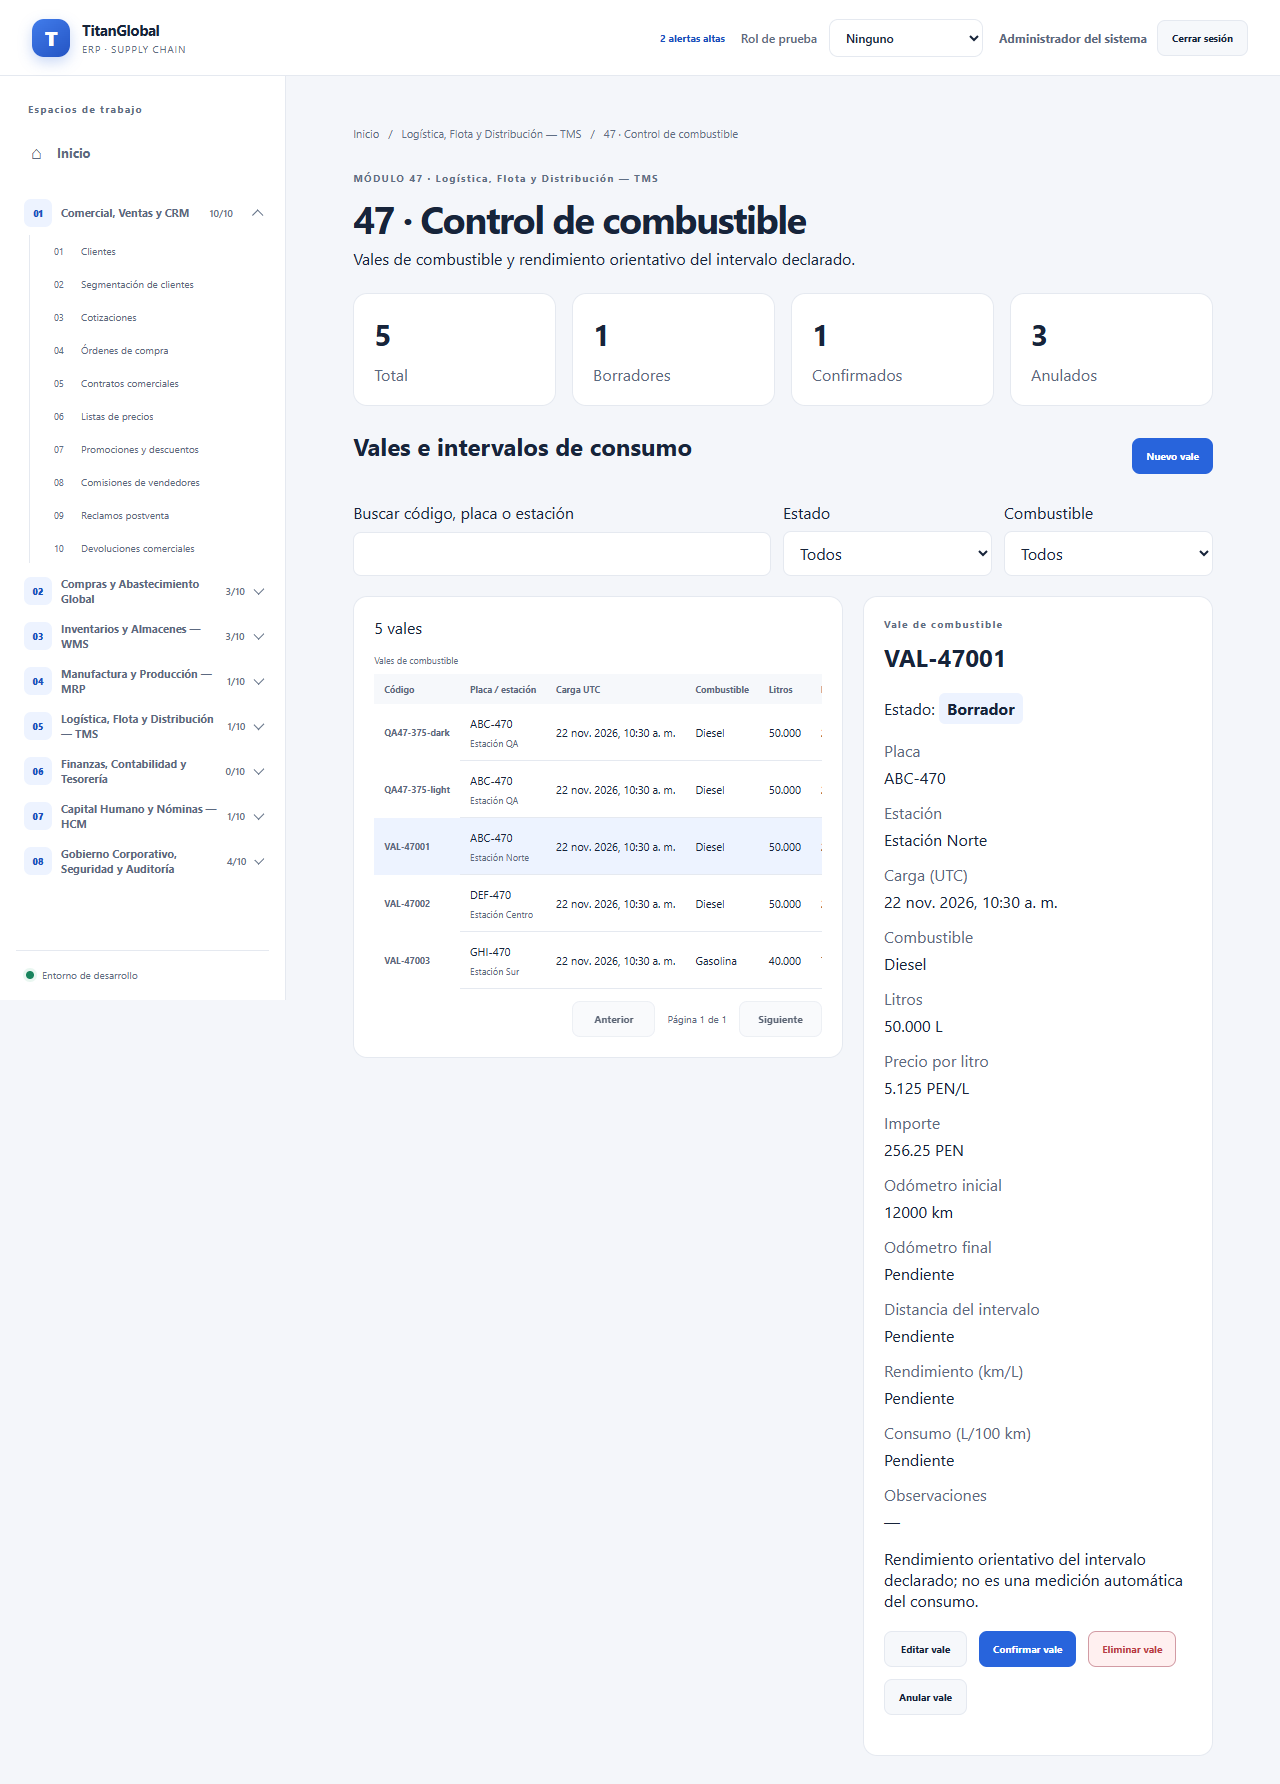 T
TitanGlobal
ERP · SUPPLY CHAIN
2 alertas altas
Rol de prueba
Ninguno
Administrador del sistema
Cerrar sesión
Espacios de trabajo
Inicio
01 Comercial, Ventas y CRM 10/10
01 Clientes
02 Segmentación de clientes
03 Cotizaciones
04 Órdenes de compra
05 Contratos comerciales
06 Listas de precios
07 Promociones y descuentos
08 Comisiones de vendedores
09 Reclamos postventa
10 Devoluciones comerciales
02 Compras y Abastecimiento
Global 3/10
03 Inventarios y Almacenes —
WMS 3/10
04 Manufactura y Producción —
MRP 1/10
05 Logística, Flota y Distribución
— TMS 1/10
06 Finanzas, Contabilidad y
Tesorería 0/10
07 Capital Humano y Nóminas —
HCM 1/10
08 Gobierno Corporativo,
Seguridad y Auditoría 4/10
Entorno de desarrollo
Inicio / Logística, Flota y Distribución — TMS / 47 · Control de combustible
MÓDULO 47 · Logística, Flota y Distribución — TMS
47 · Control de combustible
Vales de combustible y rendimiento orientativo del intervalo declarado.
5
Total
1
Borradores
1
Confirmados
3
Anulados
Vales e intervalos de consumo
Nuevo vale
Buscar código, placa o estación
Estado
Todos
Combustible
Todos
5 vales
Vales de combustible
Código Placa / estación Carga UTC Combustible Litros
QA47-375-dark ABC-470 22 nov. 2026, 10:30 a. m. Diesel 50.000
Estación QA
QA47-375-light ABC-470 22 nov. 2026, 10:30 a. m. Diesel 50.000
Estación QA
VAL-47001 ABC-470 22 nov. 2026, 10:30 a. m. Diesel 50.000
Estación Norte
VAL-47002 DEF-470 22 nov. 2026, 10:30 a. m. Diesel 50.000
Estación Centro
VAL-47003 GHI-470 22 nov. 2026, 10:30 a. m. Gasolina 40.000
Estación Sur
Anterior
Página 1 de 1
Siguiente
Vale de combustible
VAL-47001
Estado: Borrador
Placa
ABC-470
Estación
Estación Norte
Carga (UTC)
22 nov. 2026, 10:30 a. m.
Combustible
Diesel
Litros
50.000 L
Precio por litro
5.125 PEN/L
Importe
256.25 PEN
Odómetro inicial
12000 km
Odómetro final
Pendiente
Distancia del intervalo
Pendiente
Rendimiento (km/L)
Pendiente
Consumo (L/100 km)
Pendiente
Observaciones
—
Rendimiento orientativo del intervalo
declarado; no es una medición automática
del consumo.
Editar vale
Confirmar vale
Eliminar vale
Anular vale